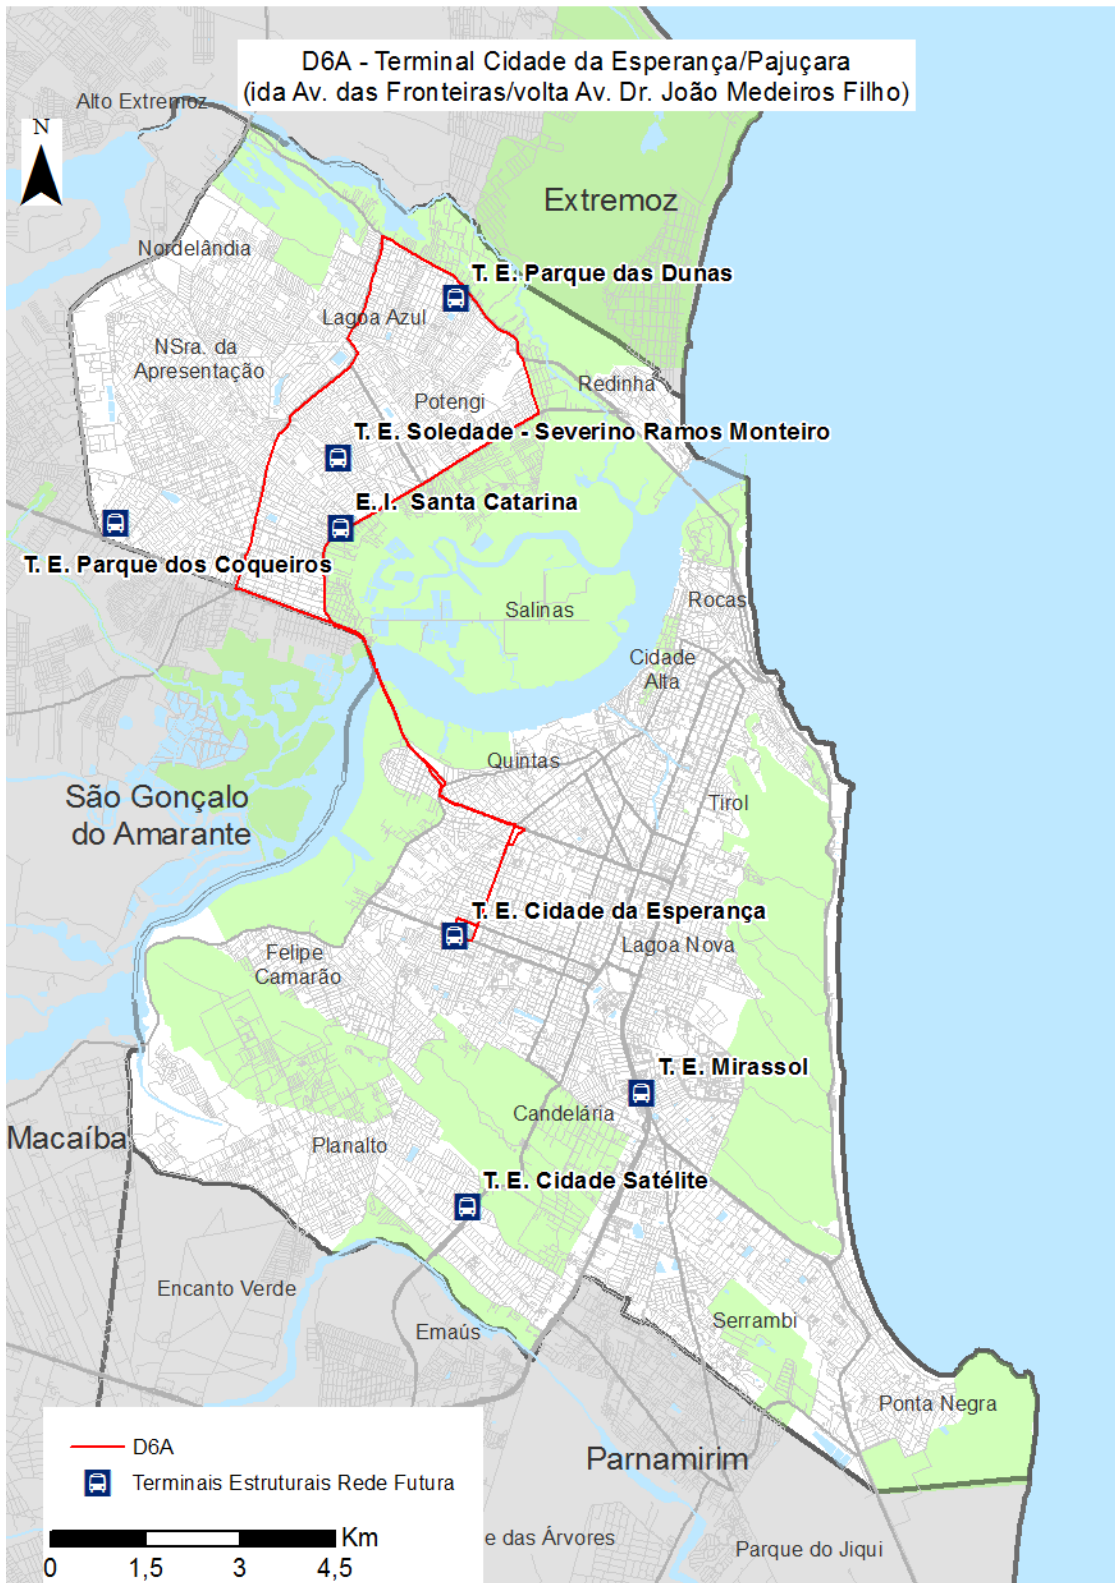 D6A - Terminal Cidade da Esperança/Pajuçara
(ida Av. das Fronteiras/volta Av. Dr. João Medeiros Filho)
Alto Extremoz
N
Extremoz
Nordelândia
T. E. Parque das Dunas
Lagoa Azul
NSra. da
Apresentação
Redinha
Potengi
T. E. Soledade - Severino Ramos Monteiro
E. I. Santa Catarina
T. E. Parque dos Coqueiros
Rocas
Salinas
Cidade
Alta
Quintas
São Gonçalo
do Amarante
Tirol
T. E. Cidade da Esperança
Lagoa Nova
Felipe
Camarão
T. E. Mirassol
Candelária
Macaíba
Planalto
T. E. Cidade Satélite
Encanto Verde
Emaús
Serrambi
Ponta Negra
Parnamirim
D6A
Terminais Estruturais Rede Futura
Km
0 1,5 3 4,5
e das Árvores
Parque do Jiqui